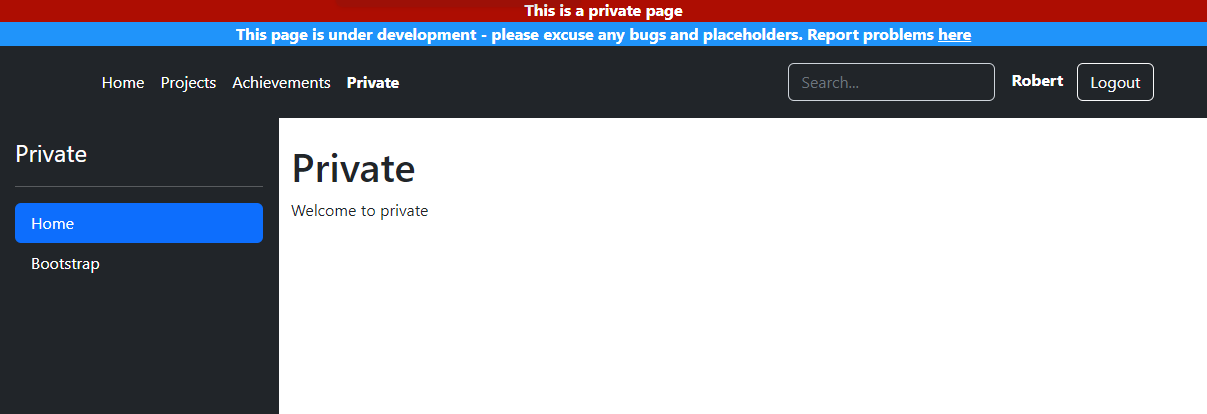 This is a private page
This page is under development - please excuse any bugs and placeholders. Report problems here
Home Projects Achievements Private Search... Robert Logout
Private
Home
Bootstrap
Private
Welcome to private